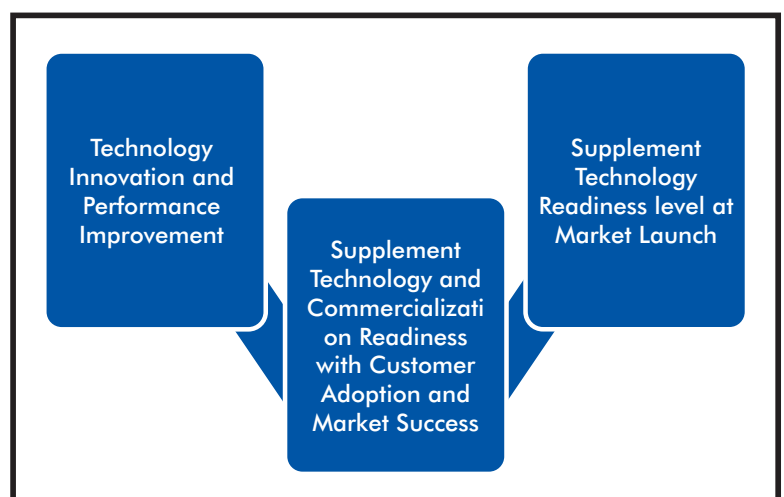 Technology
Innovation and
Performance
Improvement
Supplement
Technology and
Commercializati
on Readiness
with Customer
Adoption and
Market Success
Supplement
Technology
Readiness level at
Market Launch